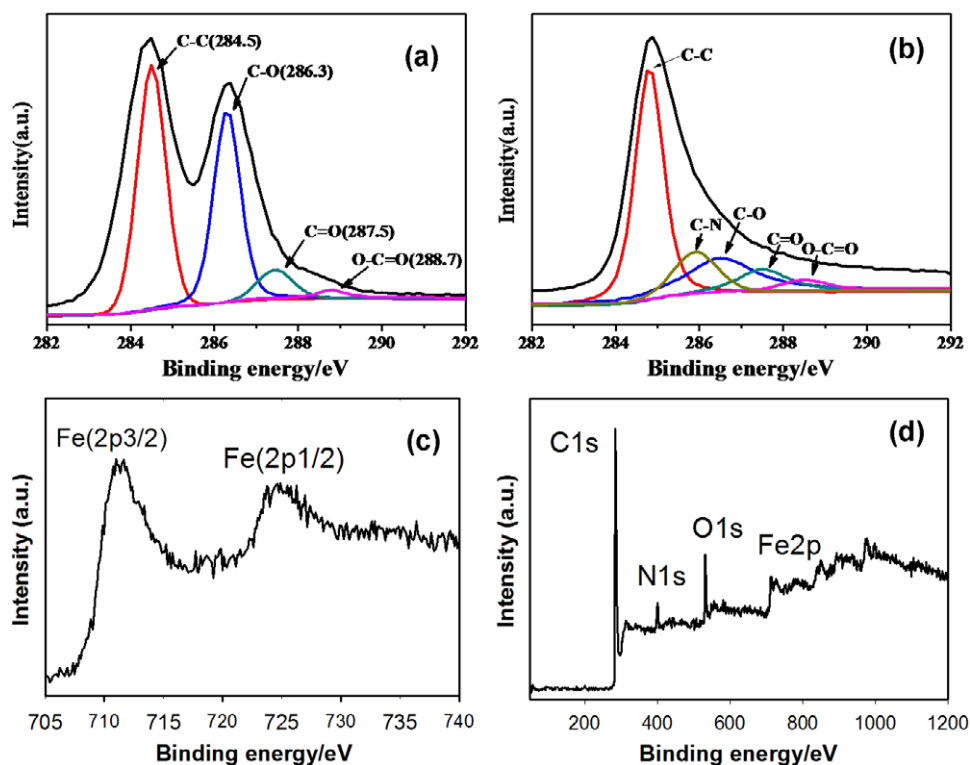 (a)
C-C(284.5)
C-O(286.3)
C=O(287.5)
O-C=O(288.7)
Intensity(a.u.)
282 284 286 288 290 292
Binding energy/eV
(b)
C-C
C-N
C-O
C=O
O-C=O
Intensity(a.u.)
282 284 286 288 290 292
Binding energy/eV
(c)
Fe(2p3/2)
Fe(2p1/2)
Intensity (a.u.)
705 710 715 720 725 730 735 740
Binding energy/eV
(d)
C1s
N1s
O1s
Fe2p
Intensity (a.u.)
200 400 600 800 1000 1200
Binding energy/eV